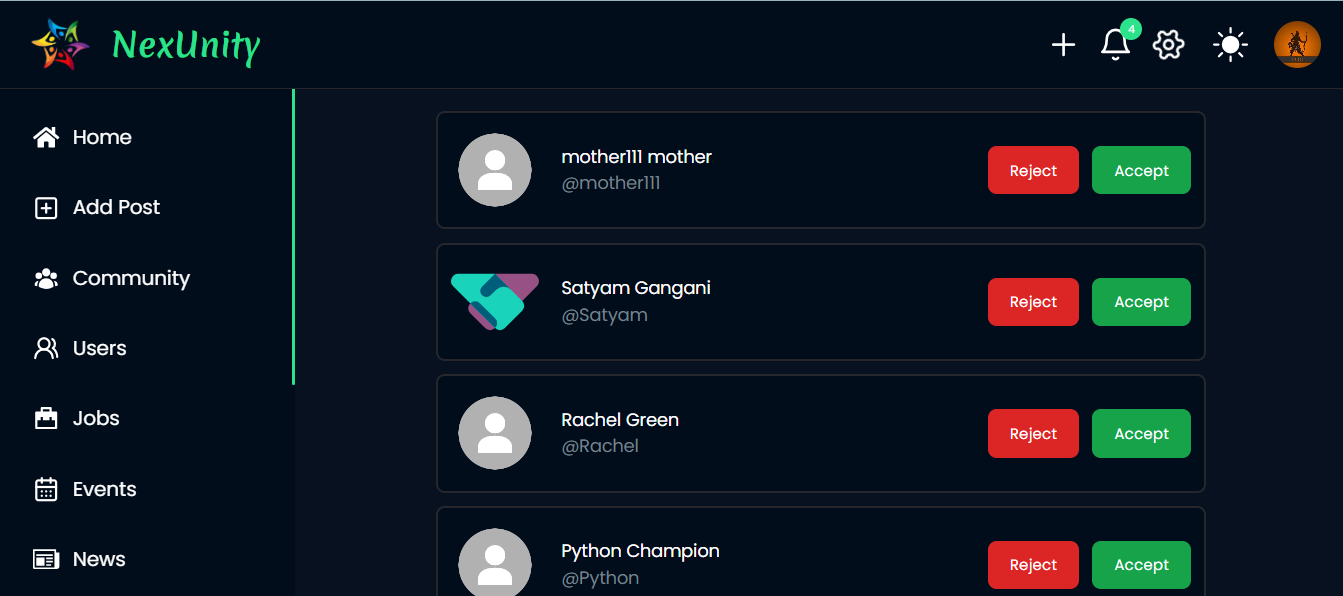 NexUnity
4
Home
Add Post
Community
Users
Jobs
Events
News
mother111 mother
@mother111
Reject
Accept
Satyam Gangani
@Satyam
Reject
Accept
Rachel Green
@Rachel
Reject
Accept
Python Champion
@Python
Reject
Accept